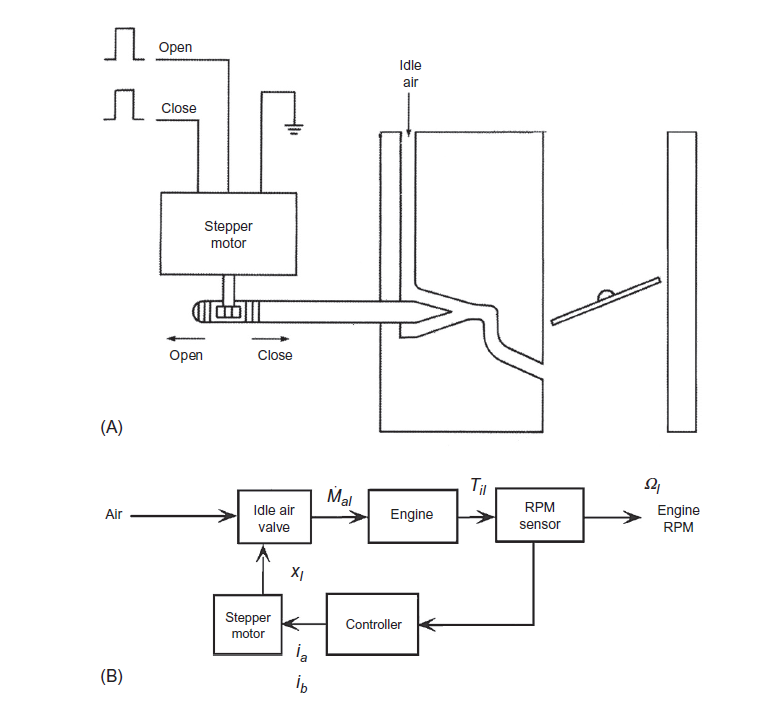 Open
Close
Idle
air
Stepper
motor
Open
Close
(A)
Air
Idle air
valve
Ṁal
Engine
Til
RPM
sensor
Ωl
Engine
RPM
xl
Stepper
motor
Controller
ia
ib
(B)